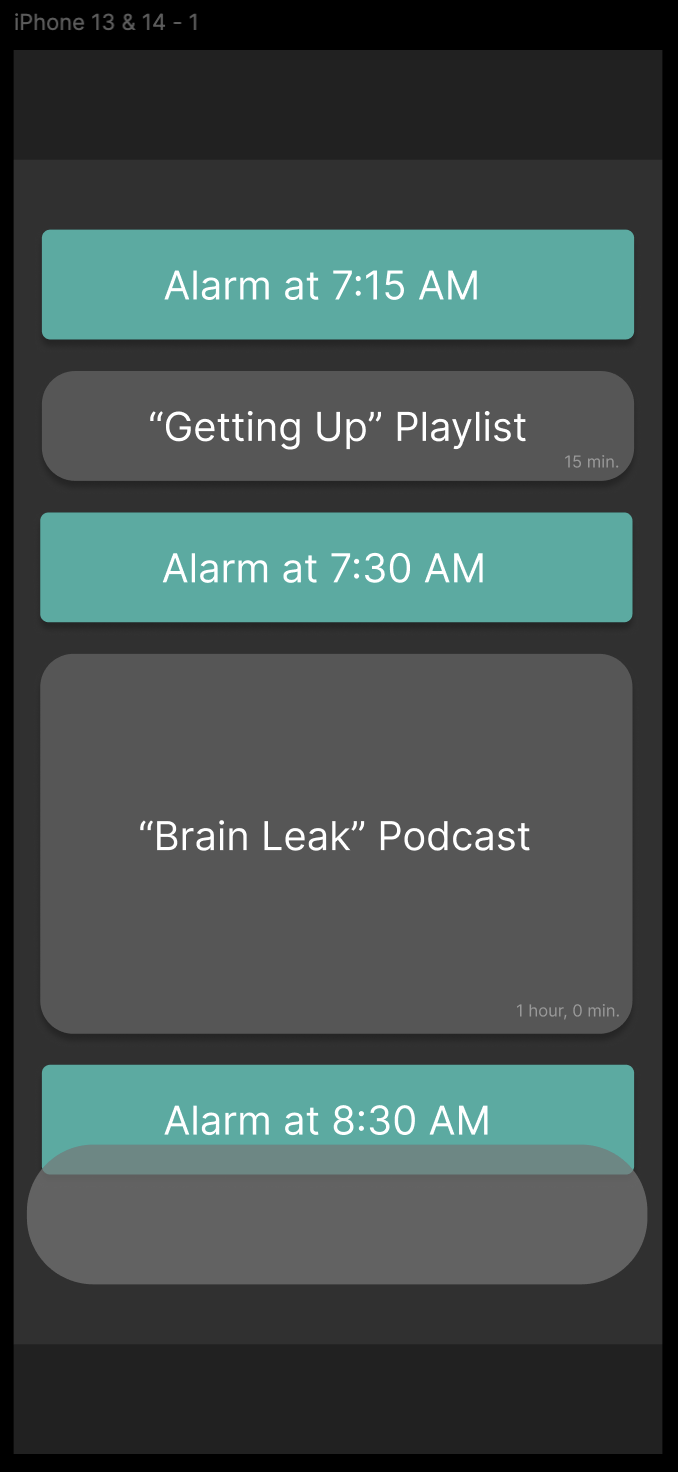 iPhone 13 & 14 - 1
Alarm at 7:15 AM
“Getting Up” Playlist
15 min.
Alarm at 7:30 AM
“Brain Leak” Podcast
1 hour, 0 min.
Alarm at 8:30 AM